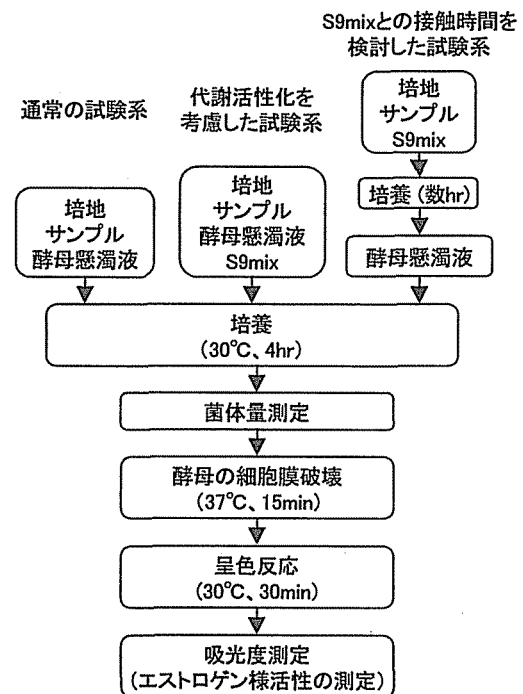 通常の試験系
代謝活性化を
考慮した試験系
S9mixとの接触時間を
検討した試験系
培地
サンプル
酵母懸濁液
培地
サンプル
酵母懸濁液
S9mix
培地
サンプル
S9mix
培養 (数hr)
酵母懸濁液
培養
(30℃、4hr)
菌体量測定
酵母の細胞膜破壊
(37℃、15min)
呈色反応
(30℃、30min)
吸光度測定
(エストロゲン様活性の測定)